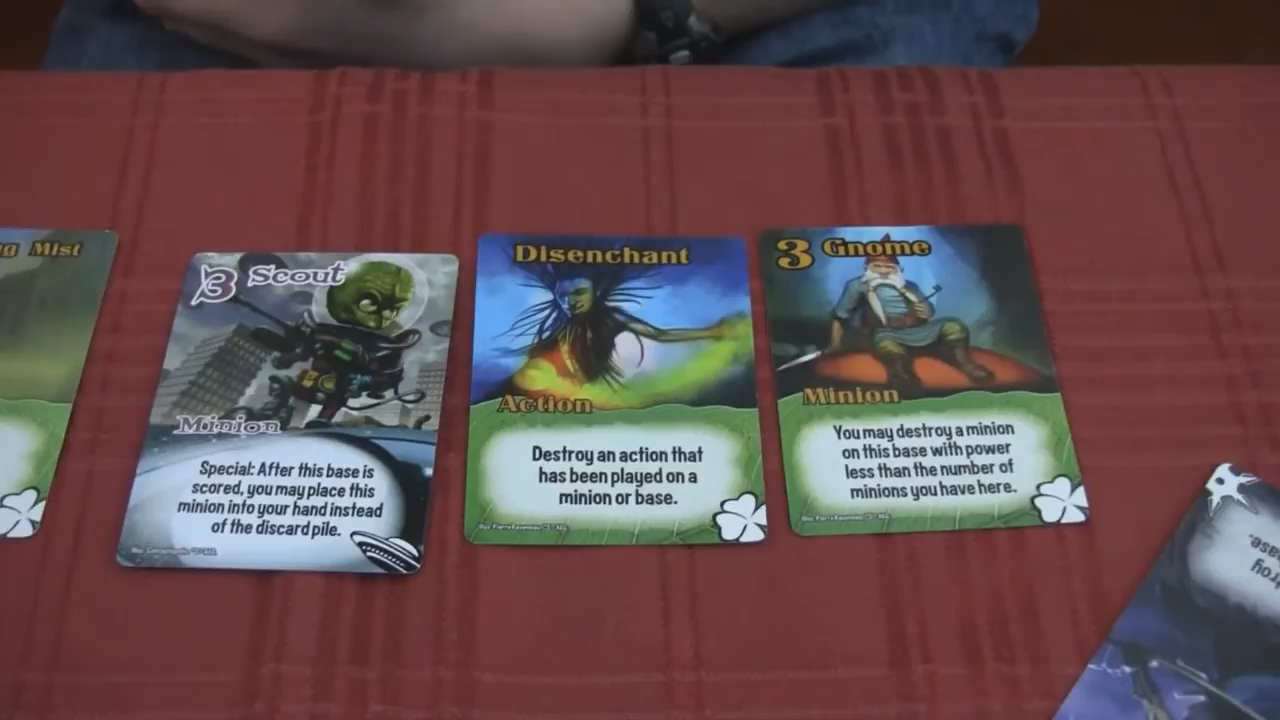 g Mist
3 Scout
Minion
Special: After this base is
scored, you may place this
minion into your hand instead
of the discard pile.
Disenchant
Action
Destroy an action that
has been played on a
minion or base.
3 Gnome
Minion
You may destroy a minion
on this base with power
less than the number of
minions you have here.